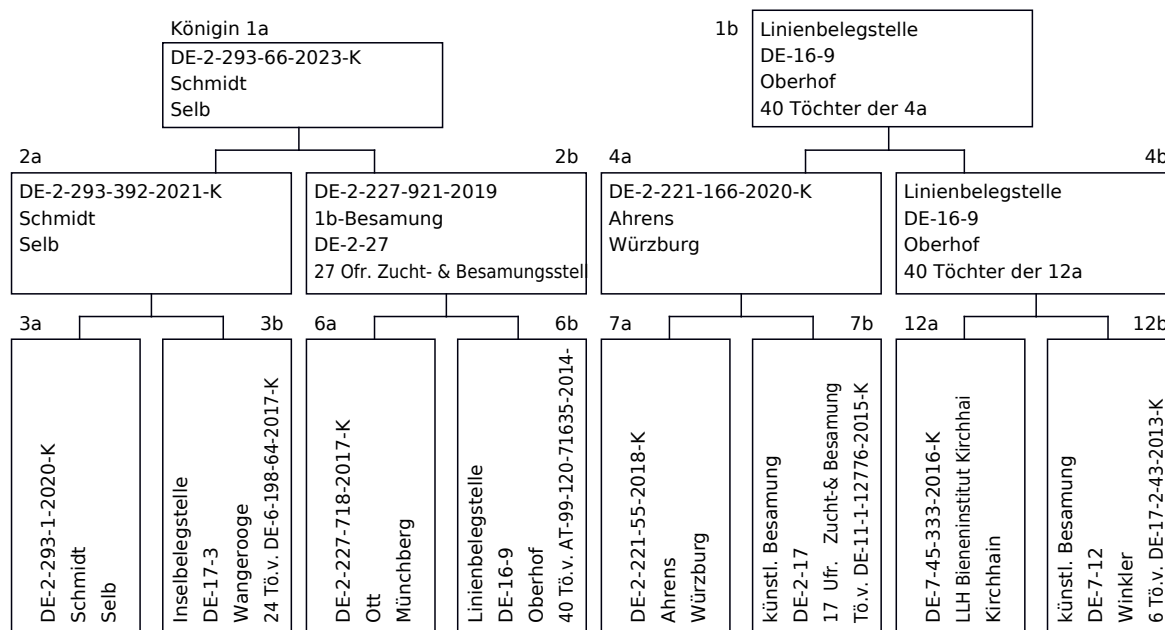 Königin 1a
DE-2-293-66-2023-K
Schmidt
Selb
1b
Linienbelegstelle
DE-16-9
Oberhof
40 Töchter der 4a
2a
DE-2-293-392-2021-K
Schmidt
Selb
2b
DE-2-227-921-2019
1b-Besamung
DE-2-27
27 Ofr. Zucht- & Besamungsstell
4a
DE-2-221-166-2020-K
Ahrens
Würzburg
4b
Linienbelegstelle
DE-16-9
Oberhof
40 Töchter der 12a
3a
DE-2-293-1-2020-K
Schmidt
Selb
3b
Inselbelegstelle
DE-17-3
Wangerooge
24 Tö.v. DE-6-198-64-2017-K
6a
DE-2-227-718-2017-K
Ott
Münchberg
6b
Linienbelegstelle
DE-16-9
Oberhof
40 Tö.v. AT-99-120-71635-2014-
7a
DE-2-221-55-2018-K
Ahrens
Würzburg
7b
künstl. Besamung
DE-2-17
17 Ufr. Zucht-& Besamung
Tö.v. DE-11-1-12776-2015-K
12a
DE-7-45-333-2016-K
LLH Bieneninstitut Kirchhai
Kirchhain
12b
künstl. Besamung
DE-7-12
Winkler
6 Tö.v. DE-17-2-43-2013-K